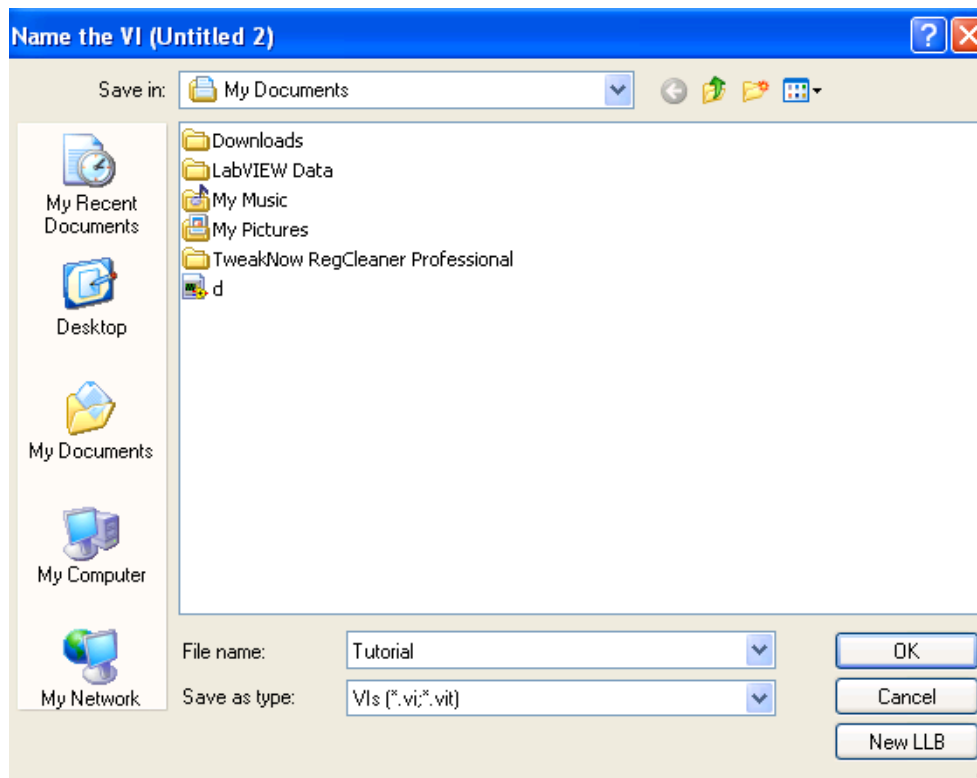 Name the VI (Untitled 2)
Save in: My Documents
Downloads
LabVIEW Data
My Music
My Pictures
TweakNow RegCleaner Professional
d
My Recent
Documents
Desktop
My Documents
My Computer
My Network
File name: Tutorial OK
Save as type: VIs (*.vi;*.vit) Cancel
New LLB